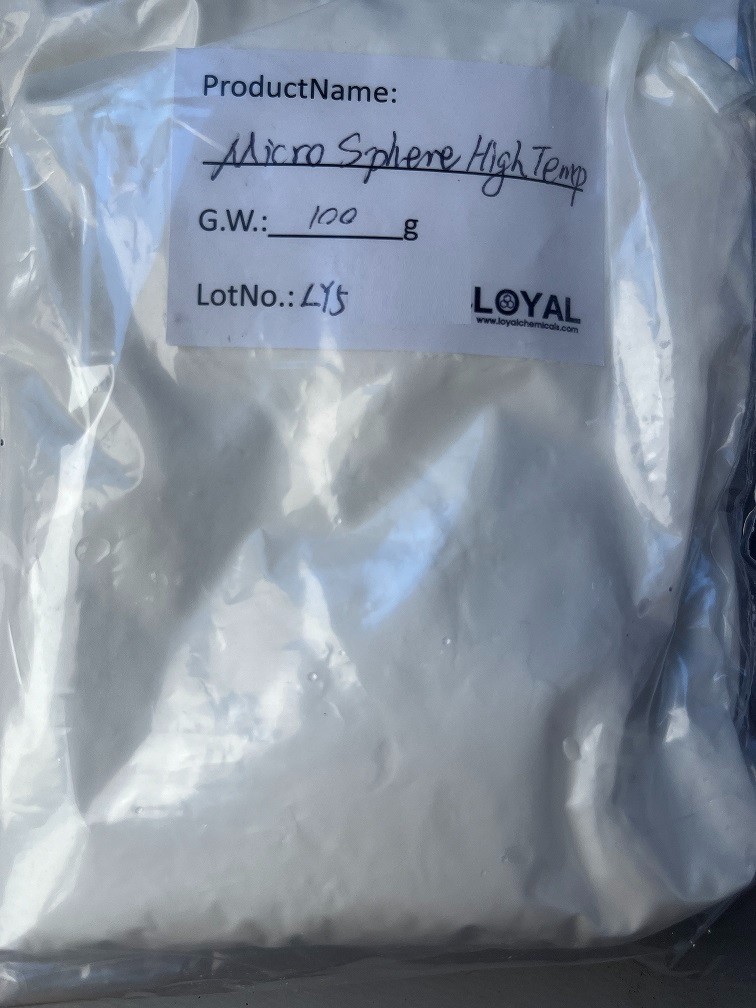 ProductName:
Micro Sphere High Temp
G.W.: 100 g
LotNo.: LY5
LOYAL
www.loyalchemicals.com